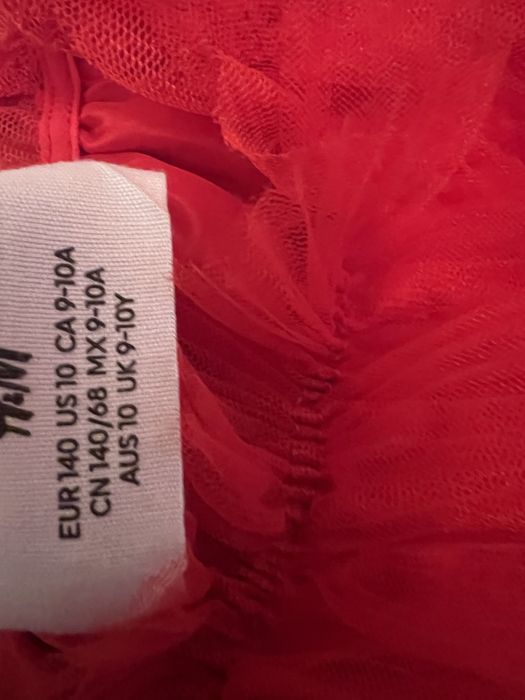 H&M
EUR 140 US 10 CA 9-10A
CN 140/68 MX 9-10A
AUS 10 UK 9-10Y